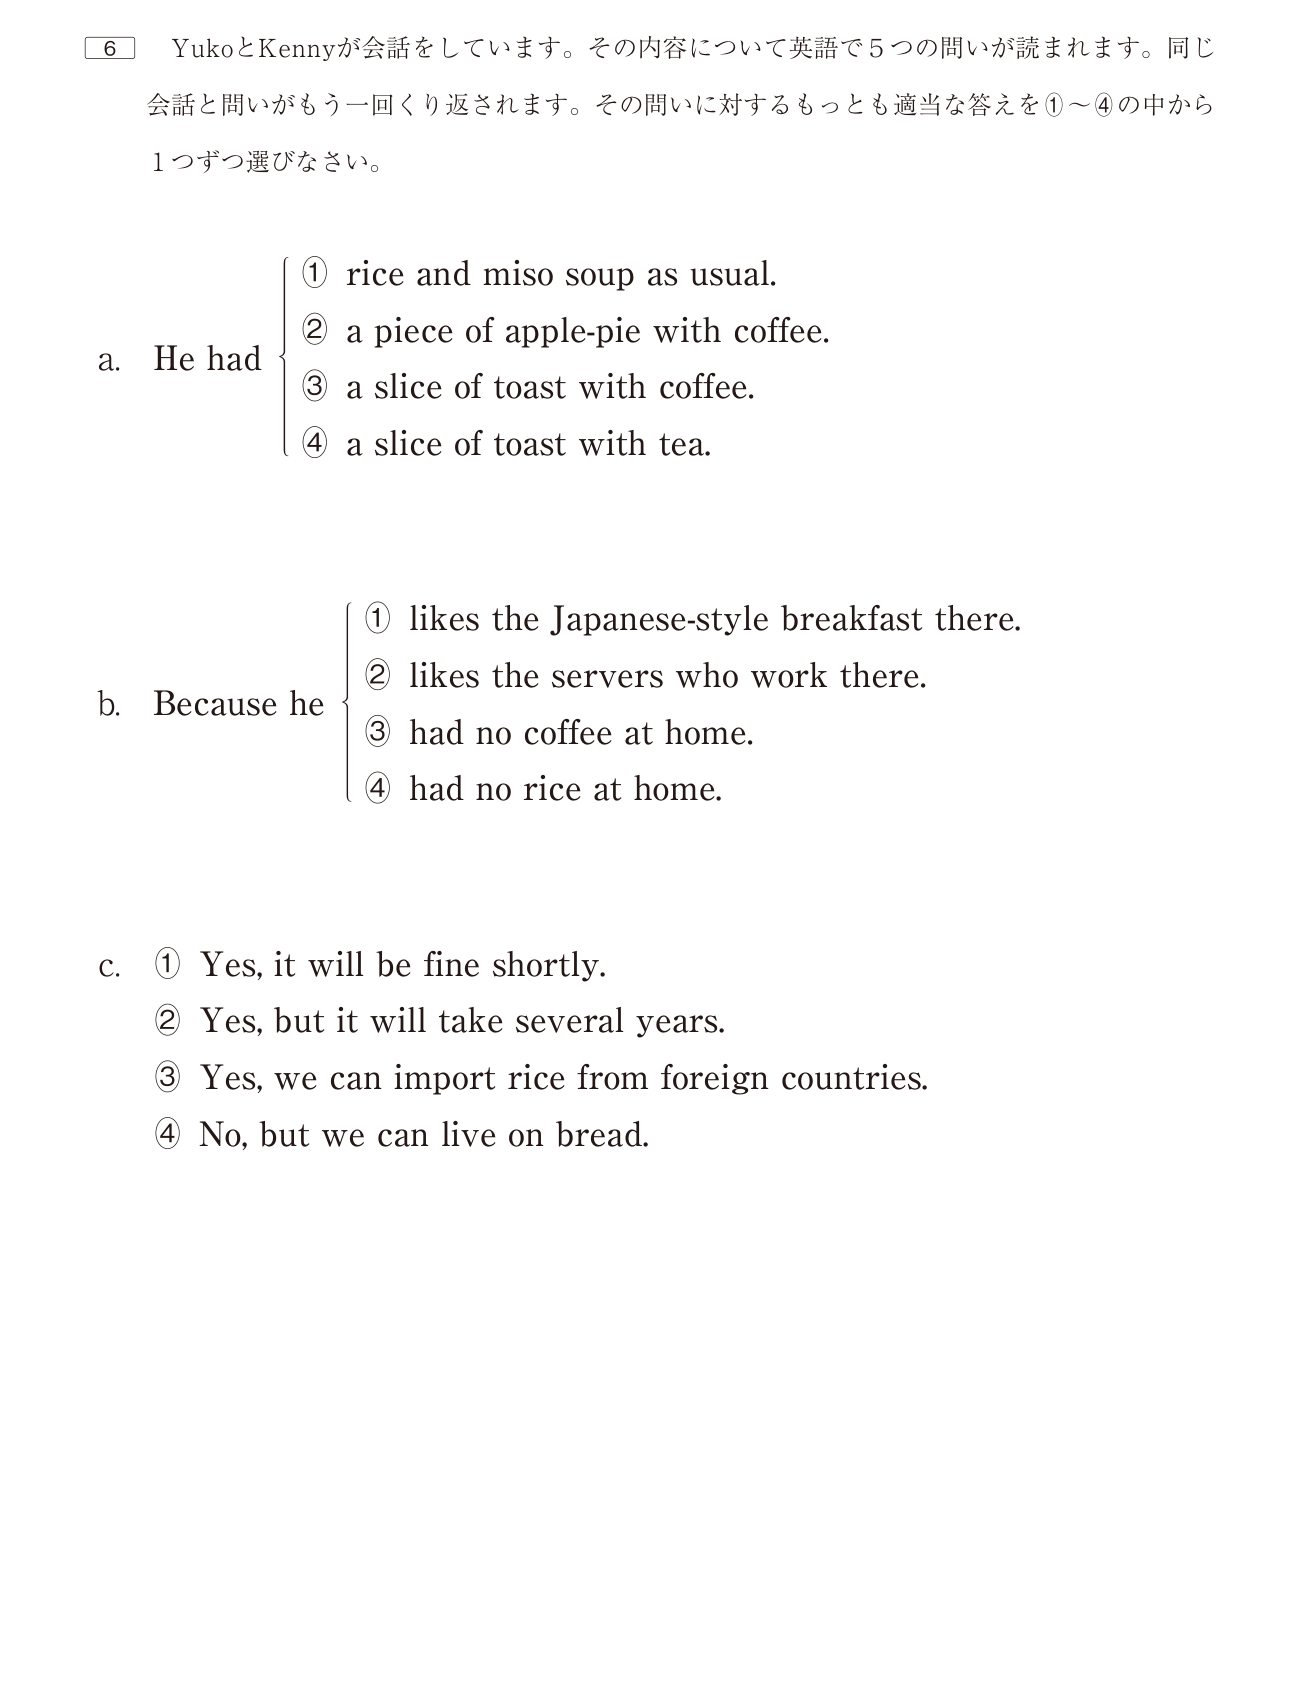 6 YukoとKennyが会話をしています。その内容について英語で５つの問いが読まれます。同じ
会話と問いがもう一回くり返されます。その問いに対するもっとも適当な答えを①～④の中から
１つずつ選びなさい。
a. He had
① rice and miso soup as usual.
② a piece of apple-pie with coffee.
③ a slice of toast with coffee.
④ a slice of toast with tea.
b. Because he
① likes the Japanese-style breakfast there.
② likes the servers who work there.
③ had no coffee at home.
④ had no rice at home.
c. ① Yes, it will be fine shortly.
② Yes, but it will take several years.
③ Yes, we can import rice from foreign countries.
④ No, but we can live on bread.